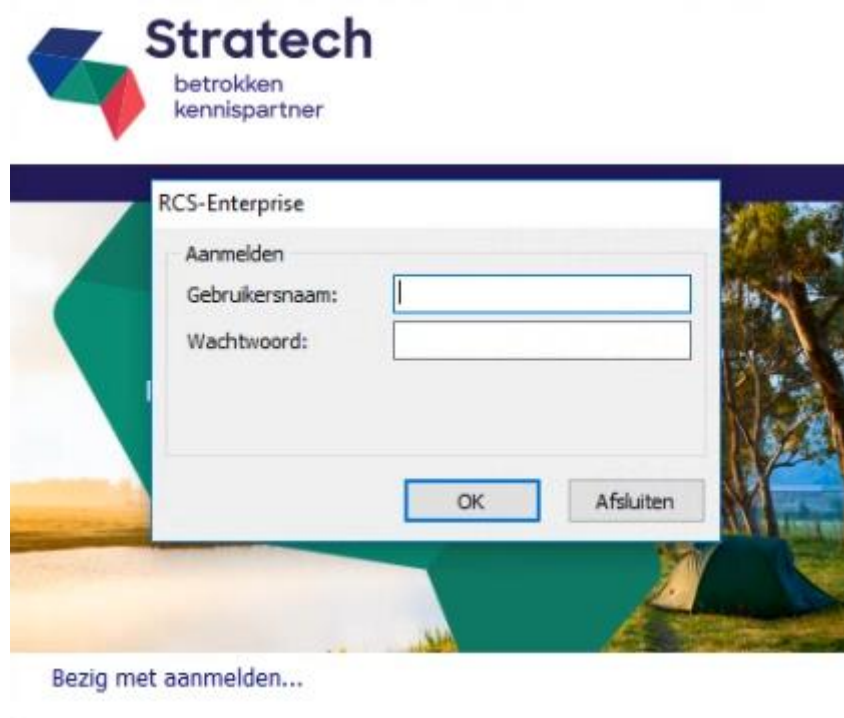 Stratech
betrokken
kennispartner
RCS-Enterprise
Aanmelden
Gebruikersnaam:
Wachtwoord:
OK Afsluiten
Bezig met aanmelden...